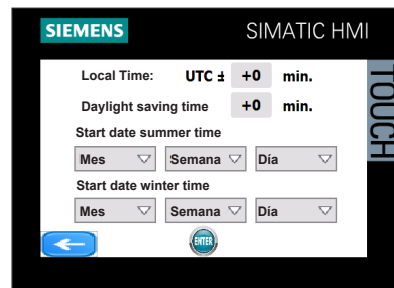 SIEMENS SIMATIC HMI
TOUCH
Local Time: UTC ± +0 min.
Daylight saving time +0 min.
Start date summer time
Mes Semana Día
Start date winter time
Mes Semana Día
ENTER